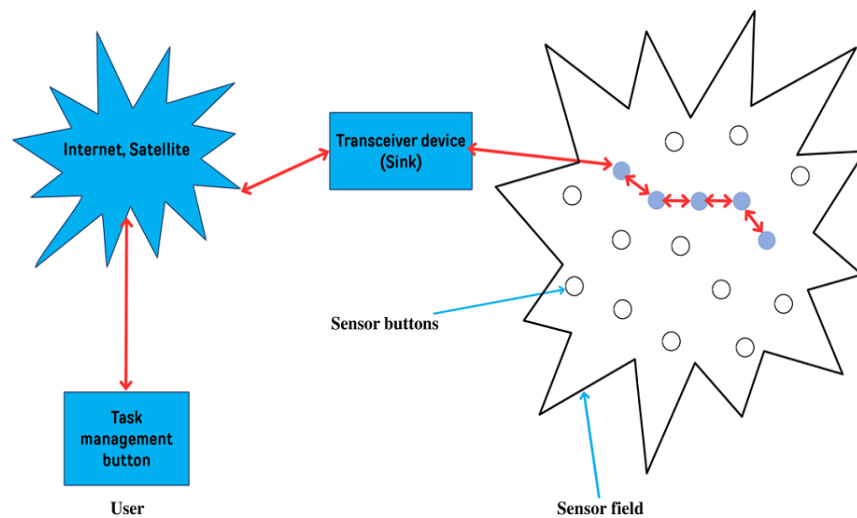 Internet, Satellite
Transceiver device
(Sink)
Sensor buttons
Task
management
button
User
Sensor field